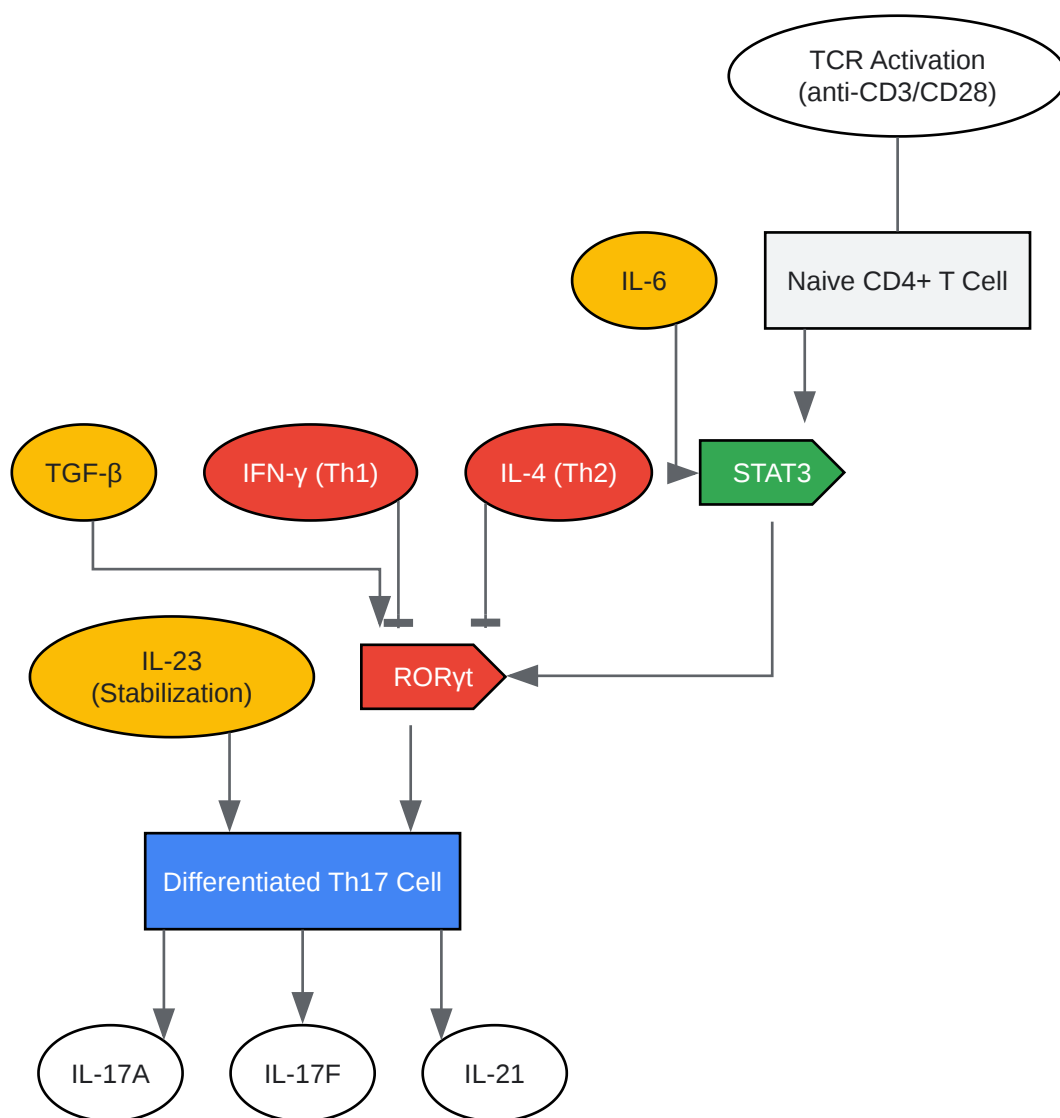 TCR Activation
(anti-CD3/CD28)
IL-6
Naive CD4+ T Cell
TGF-β
IFN-γ (Th1)
IL-4 (Th2)
STAT3
IL-23
(Stabilization)
RORγt
Differentiated Th17 Cell
IL-17A
IL-17F
IL-21